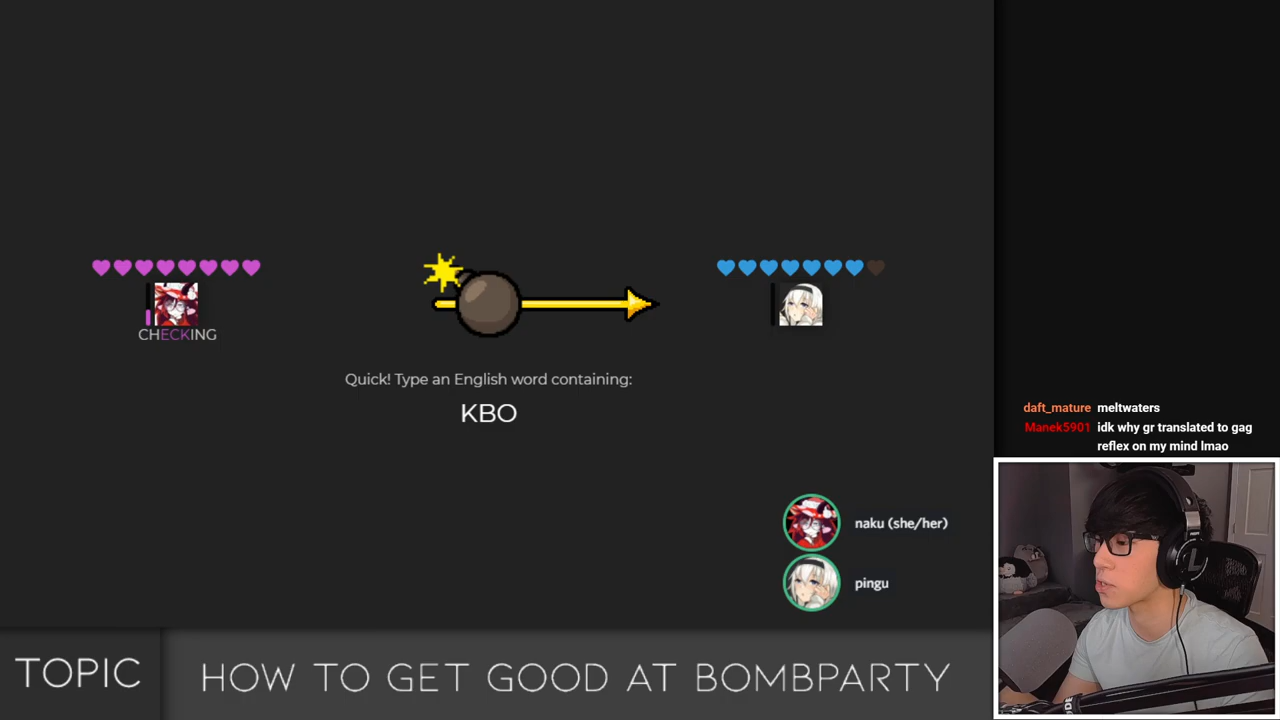 CHECKING
Quick! Type an English word containing:
KBO
daft_mature meltwaters
Manek5901 idk why gr translated to gag
reflex on my mind lmao
naku (she/her)
pingu
TOPIC
HOW TO GET GOOD AT BOMBPARTY